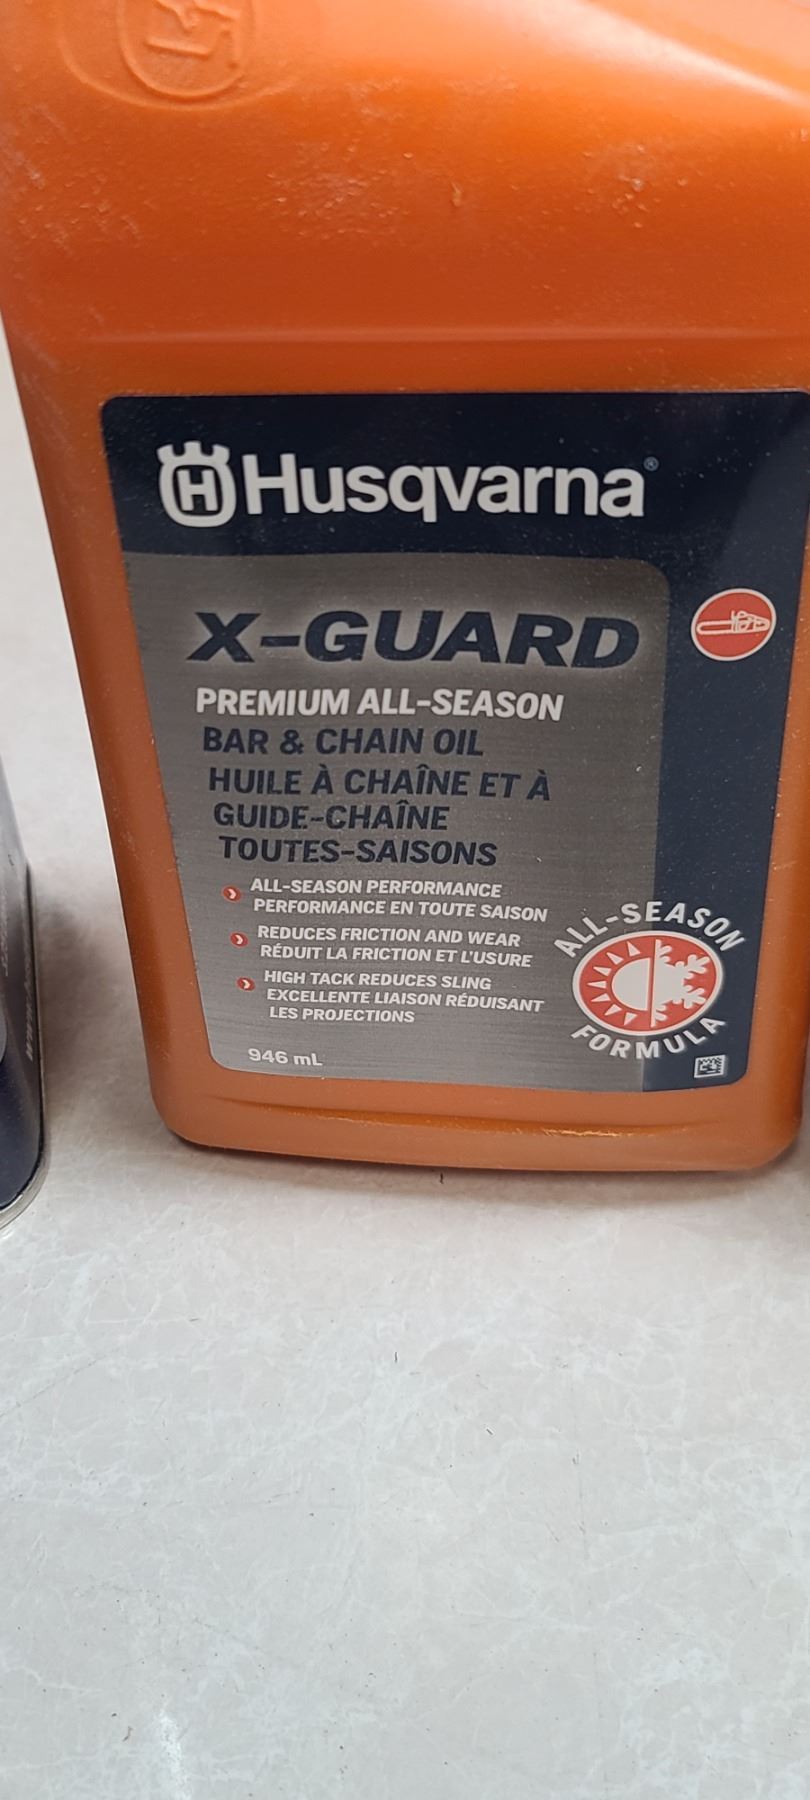 Husqvarna®
X-GUARD
PREMIUM ALL-SEASON
BAR & CHAIN OIL
HUILE À CHAÎNE ET À
GUIDE-CHAÎNE
TOUTES-SAISONS
ALL-SEASON PERFORMANCE
PERFORMANCE EN TOUTE SAISON
REDUCES FRICTION AND WEAR
RÉDUIT LA FRICTION ET L'USURE
HIGH TACK REDUCES SLING
EXCELLENTE LIAISON RÉDUISANT
LES PROJECTIONS
946 mL
ALL-SEASON
FORMULA